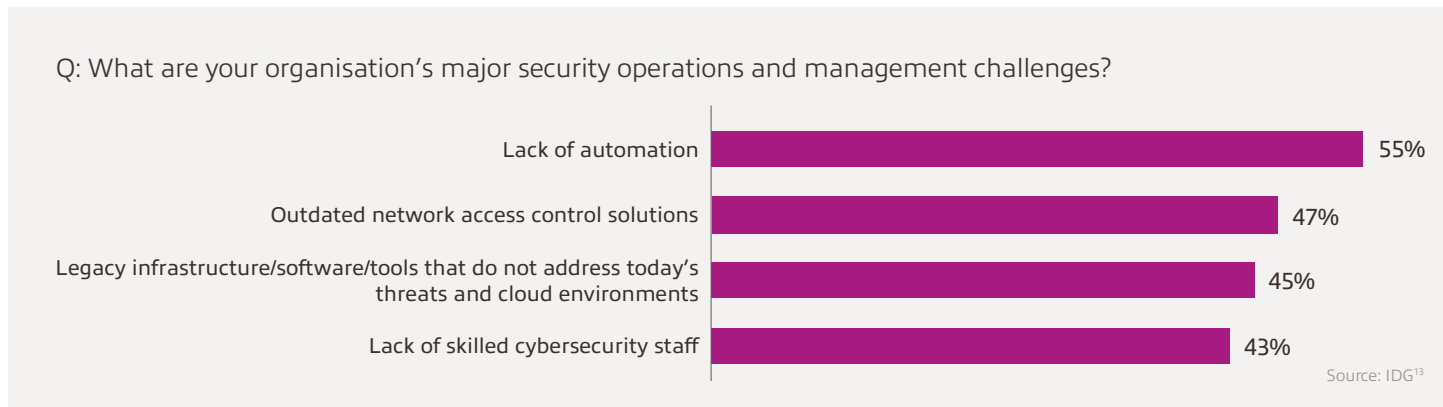 Q: What are your organisation’s major security operations and management challenges?
Lack of automation
55%
Outdated network access control solutions
47%
Legacy infrastructure/software/tools that do not address today’s
threats and cloud environments
45%
Lack of skilled cybersecurity staff
43%
Source: IDG¹³